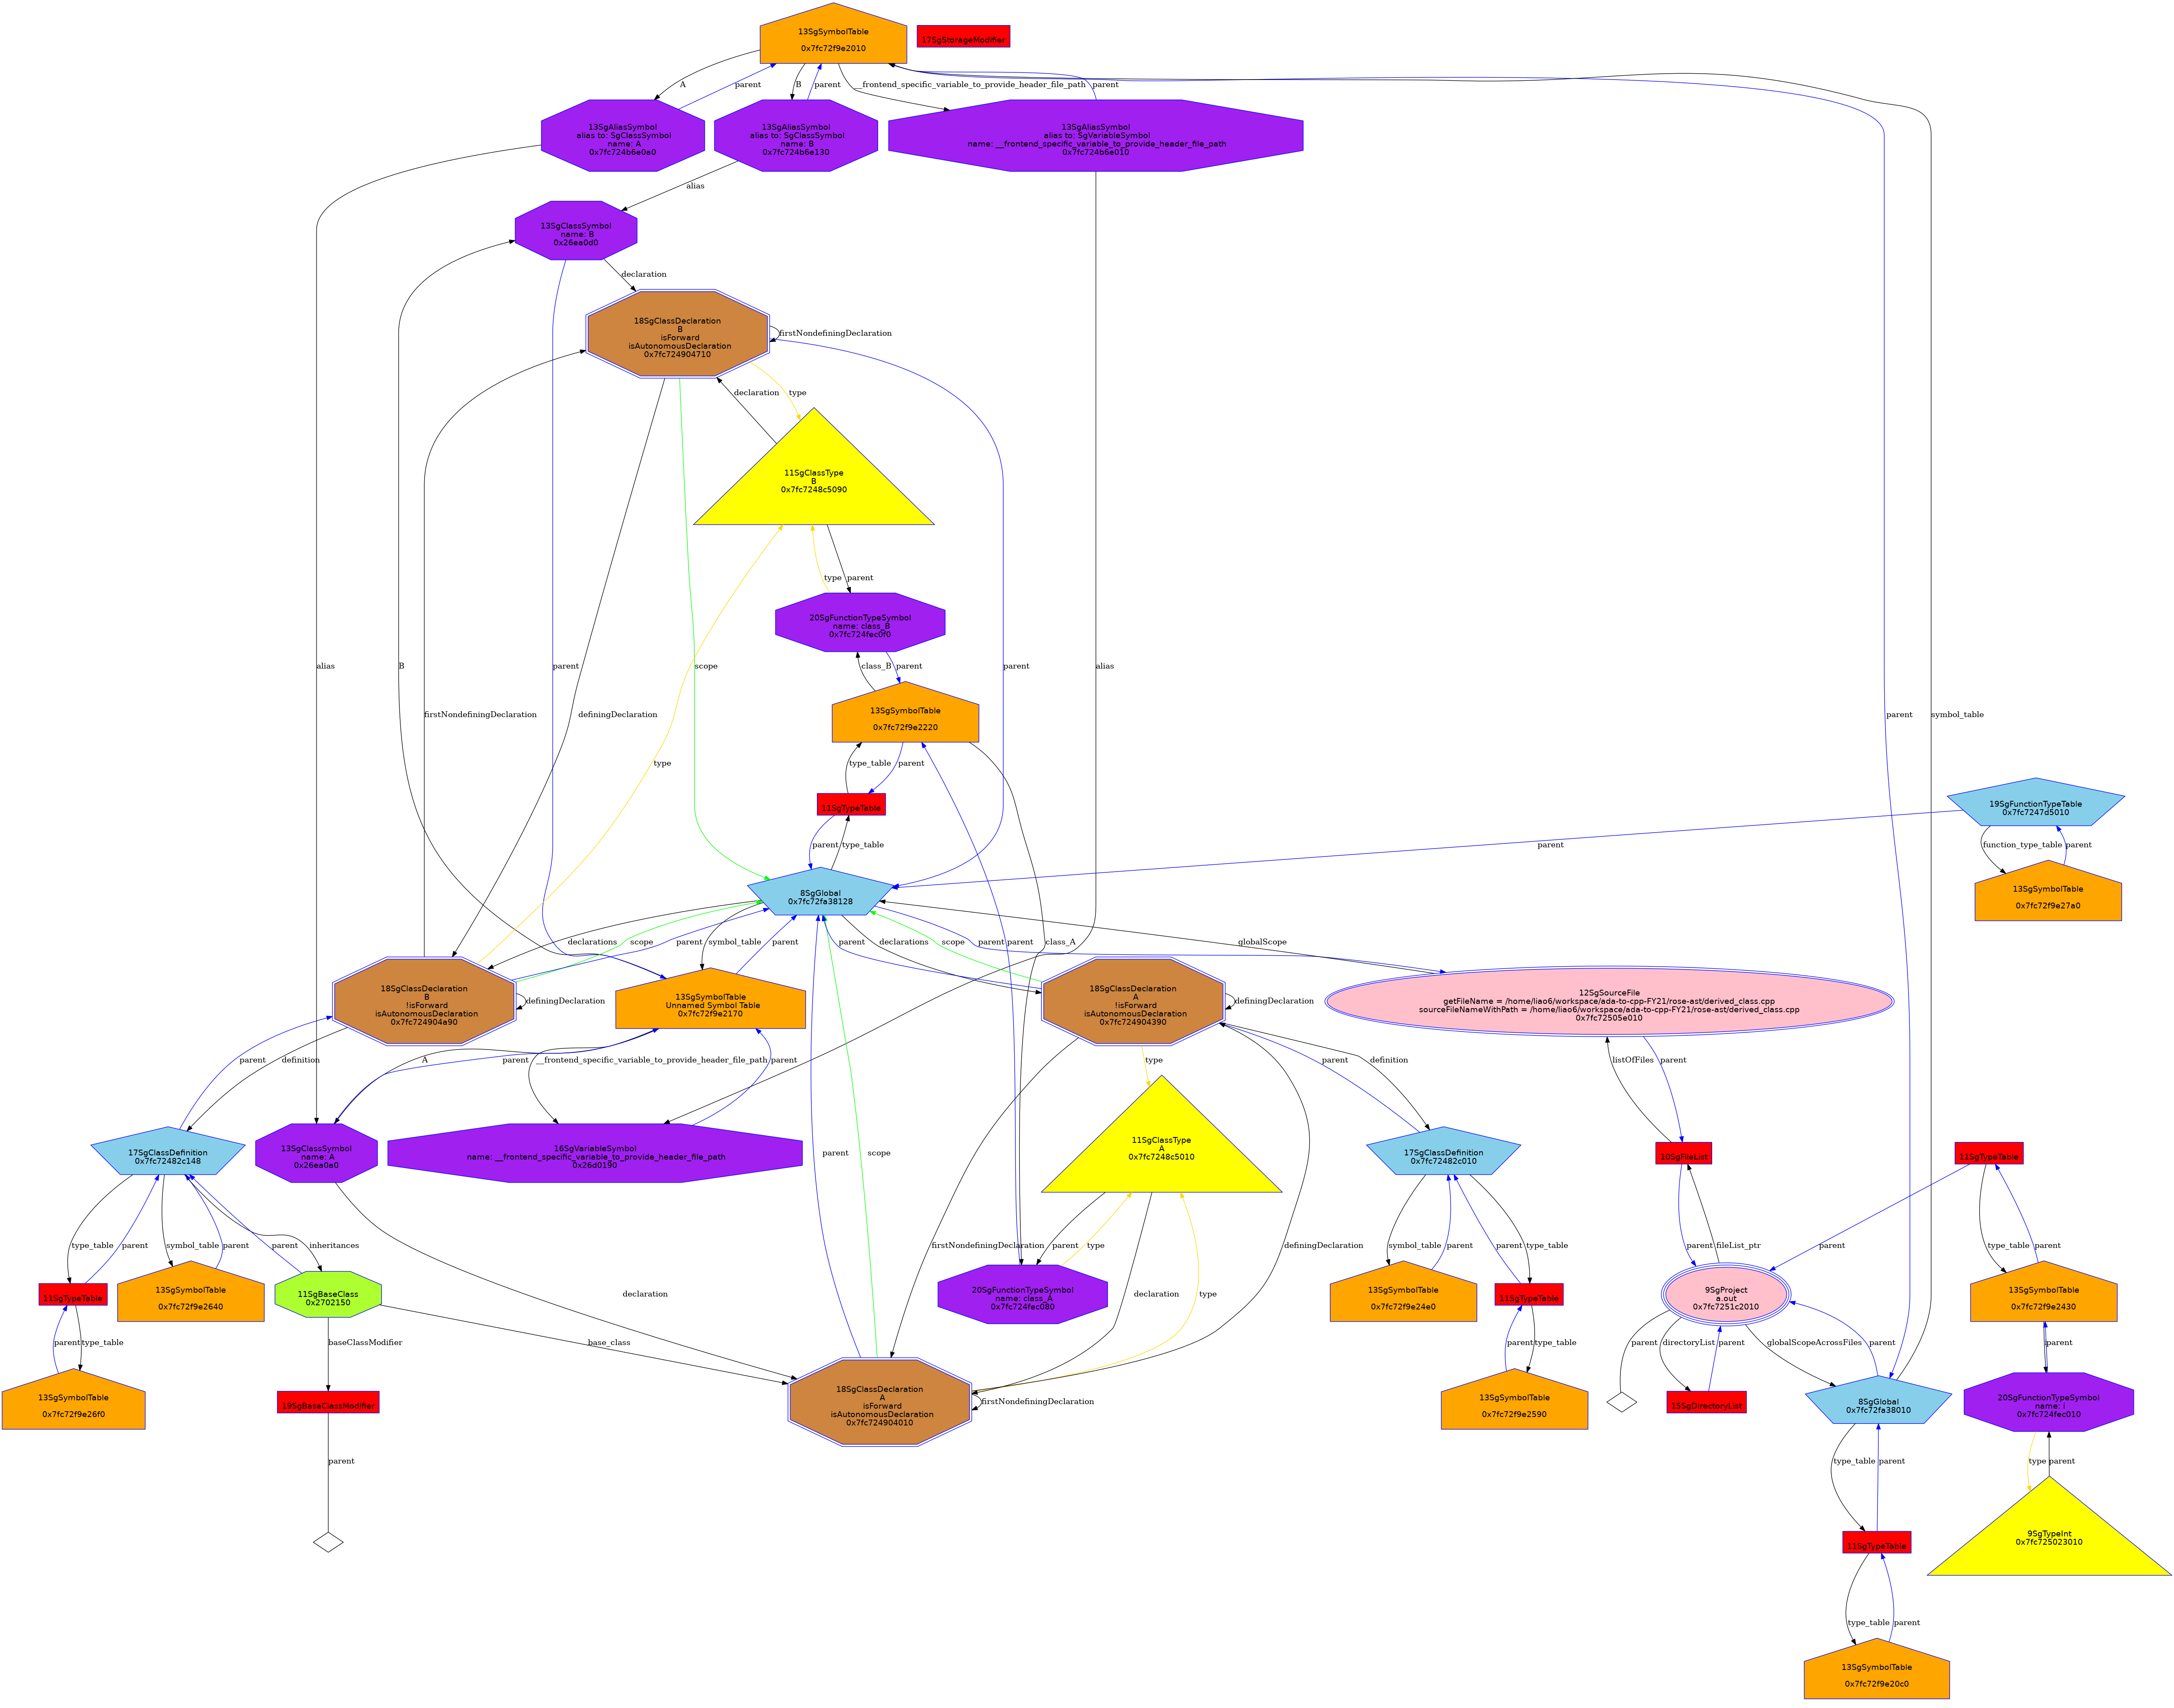 13SgSymbolTable
0x7fc72f9e2010
17SgStorageModifier
A
parent
B
parent
__frontend_specific_variable_to_provide_header_file_path
parent
13SgAliasSymbol
alias to: SgClassSymbol
name: A
0x7fc724b6e0a0
13SgAliasSymbol
alias to: SgClassSymbol
name: B
0x7fc724b6e130
13SgAliasSymbol
alias to: SgVariableSymbol
name: __frontend_specific_variable_to_provide_header_file_path
0x7fc724b6e010
alias
13SgClassSymbol
name: B
0x26ea0d0
declaration
18SgClassDeclaration
B
isForward
isAutonomousDeclaration
0x7fc724904710
firstNondefiningDeclaration
declaration
type
11SgClassType
B
0x7fc7248c5090
type
parent
20SgFunctionTypeSymbol
name: class_B
0x7fc724fec0f0
alias
B
parent
scope
class_B
parent
parent
alias
13SgSymbolTable
0x7fc72f9e2220
firstNondefiningDeclaration
definingDeclaration
parent
symbol_table
type
type_table
parent
11SgTypeTable
19SgFunctionTypeTable
0x7fc7247d5010
parent
type_table
parent
function_type_table
parent
8SgGlobal
0x7fc72fa38128
13SgSymbolTable
0x7fc72f9e27a0
declarations
scope
parent
symbol_table
parent
parent
declarations
scope
parent
parent
class_A
globalScope
18SgClassDeclaration
B
!isForward
isAutonomousDeclaration
0x7fc724904a90
definingDeclaration
13SgSymbolTable
Unnamed Symbol Table
0x7fc72f9e2170
18SgClassDeclaration
A
!isForward
isAutonomousDeclaration
0x7fc724904390
definingDeclaration
12SgSourceFile
getFileName = /home/liao6/workspace/ada-to-cpp-FY21/rose-ast/derived_class.cpp
sourceFileNameWithPath = /home/liao6/workspace/ada-to-cpp-FY21/rose-ast/derived_class.cpp
0x7fc72505e010
parent
definition
A
parent
__frontend_specific_variable_to_provide_header_file_path
parent
type
parent
definition
listOfFiles
parent
17SgClassDefinition
0x7fc72482c148
13SgClassSymbol
name: A
0x26ea0a0
16SgVariableSymbol
name: __frontend_specific_variable_to_provide_header_file_path
0x26d0190
11SgClassType
A
0x7fc7248c5010
17SgClassDefinition
0x7fc72482c010
10SgFileList
11SgTypeTable
type_table
parent
symbol_table
parent
parent
inheritances
parent
scope
firstNondefiningDeclaration
parent
type
definingDeclaration
symbol_table
parent
parent
type_table
parent
fileList_ptr
parent
type_table
parent
11SgTypeTable
13SgSymbolTable
0x7fc72f9e2640
11SgBaseClass
0x2702150
declaration
20SgFunctionTypeSymbol
name: class_A
0x7fc724fec080
declaration
type
13SgSymbolTable
0x7fc72f9e24e0
11SgTypeTable
9SgProject
a.out
0x7fc7251c2010
13SgSymbolTable
0x7fc72f9e2430
parent
type_table
baseClassModifier
base_class
parent
type_table
parent
directoryList
parent
globalScopeAcrossFiles
parent
parent
13SgSymbolTable
0x7fc72f9e26f0
19SgBaseClassModifier
18SgClassDeclaration
A
isForward
isAutonomousDeclaration
0x7fc724904010
firstNondefiningDeclaration
13SgSymbolTable
0x7fc72f9e2590
15SgDirectoryList
8SgGlobal
0x7fc72fa38010
20SgFunctionTypeSymbol
name: i
0x7fc724fec010
parent
type_table
parent
type
parent
11SgTypeTable
9SgTypeInt
0x7fc725023010
type_table
parent
13SgSymbolTable
0x7fc72f9e20c0